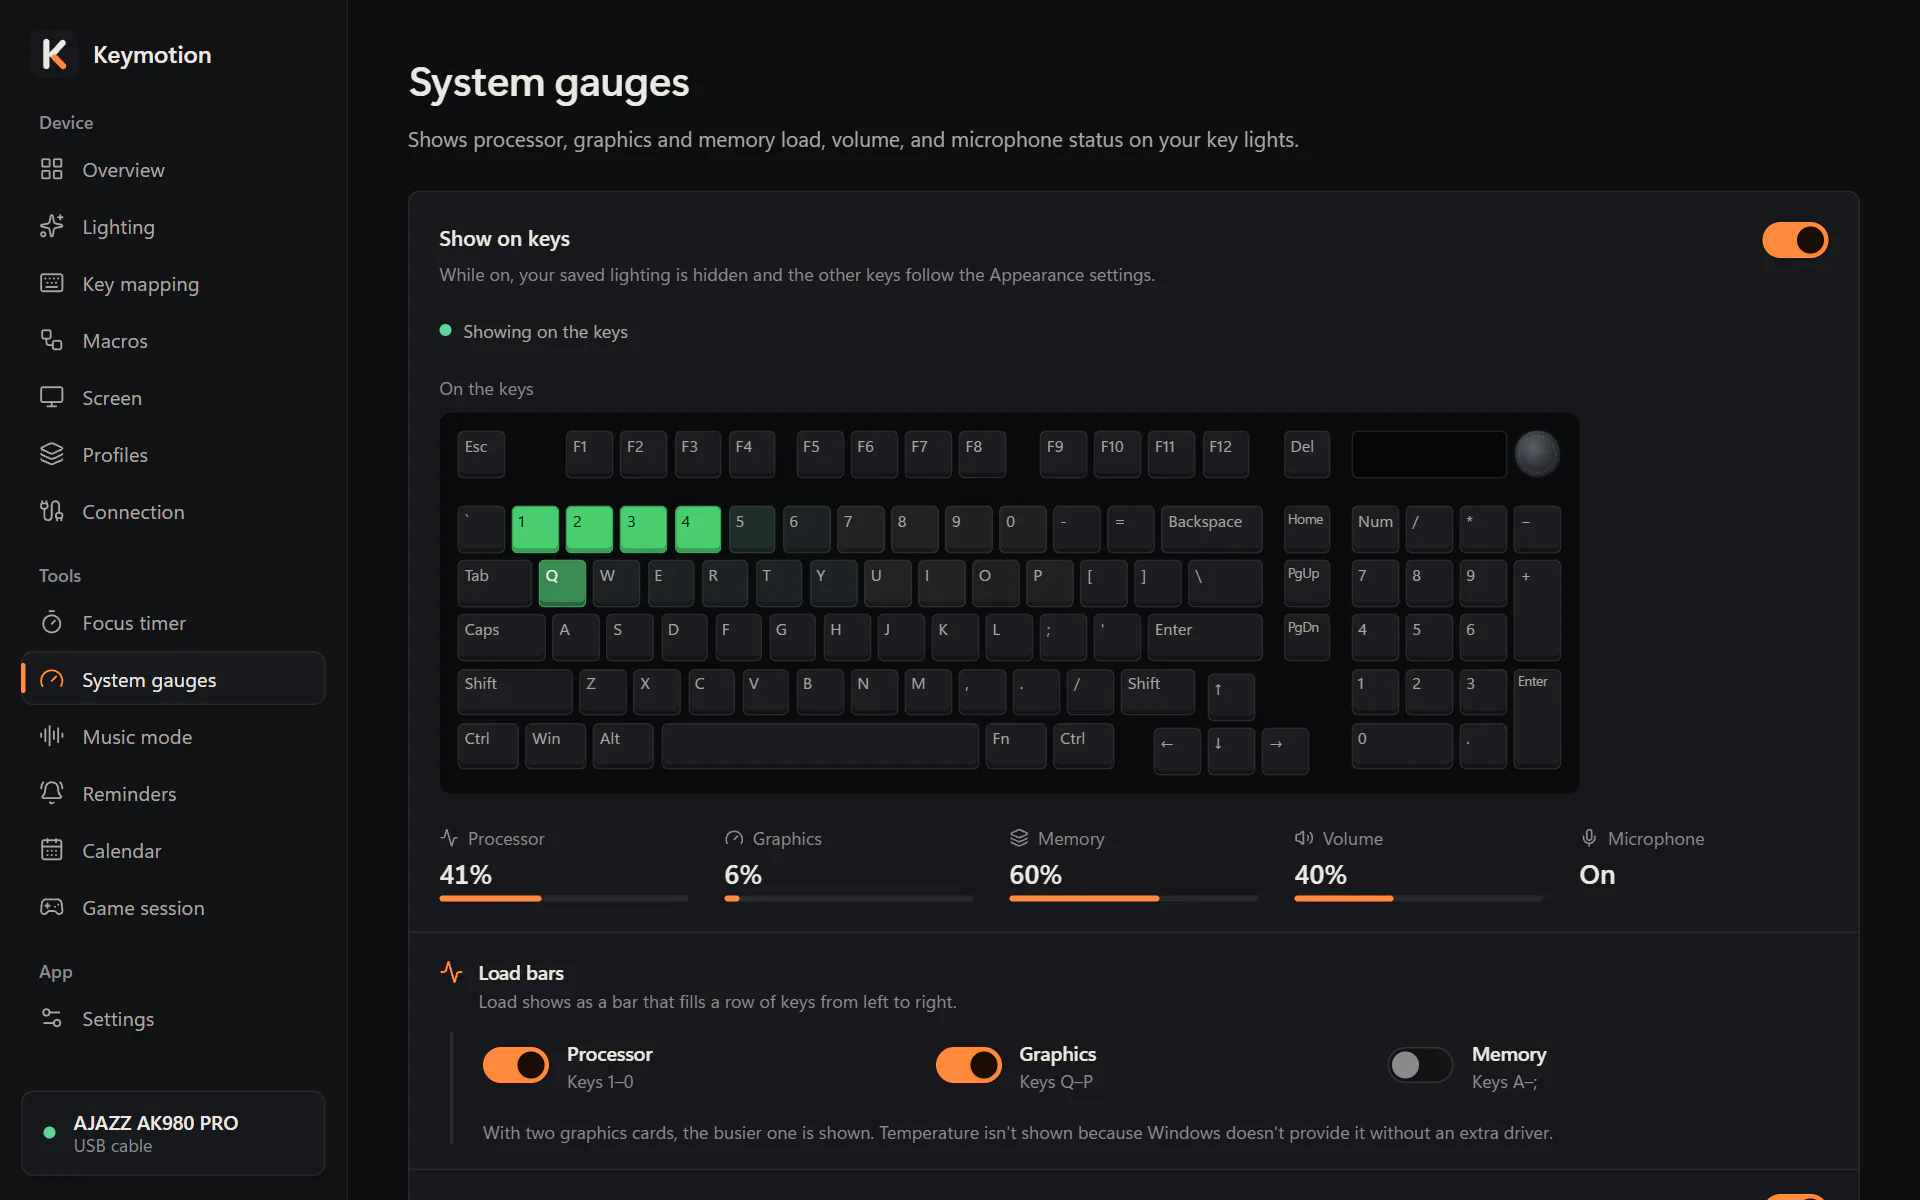 Keymotion
Device
Overview
Lighting
Key mapping
Macros
Screen
Profiles
Connection
Tools
Focus timer
System gauges
Music mode
Reminders
Calendar
Game session
App
Settings
AJAZZ AK980 PRO
USB cable
System gauges
Shows processor, graphics and memory load, volume, and microphone status on your key lights.
Show on keys
While on, your saved lighting is hidden and the other keys follow the Appearance settings.
Showing on the keys
On the keys
Esc F1 F2 F3 F4 F5 F6 F7 F8 F9 F10 F11 F12 Del
` 1 2 3 4 5 6 7 8 9 0 - = Backspace Home Num / * −
Tab Q W E R T Y U I O P [ ] \ PgUp 7 8 9 +
Caps A S D F G H J K L ; ' Enter PgDn 4 5 6
Shift Z X C V B N M , . / Shift ↑ 1 2 3 Enter
Ctrl Win Alt Fn Ctrl ← ↓ → 0 .
Processor Graphics Memory Volume Microphone
41% 6% 60% 40% On
Load bars
Load shows as a bar that fills a row of keys from left to right.
Processor Graphics Memory
Keys 1–0 Keys Q–P Keys A–;
With two graphics cards, the busier one is shown. Temperature isn't shown because Windows doesn't provide it without an extra driver.